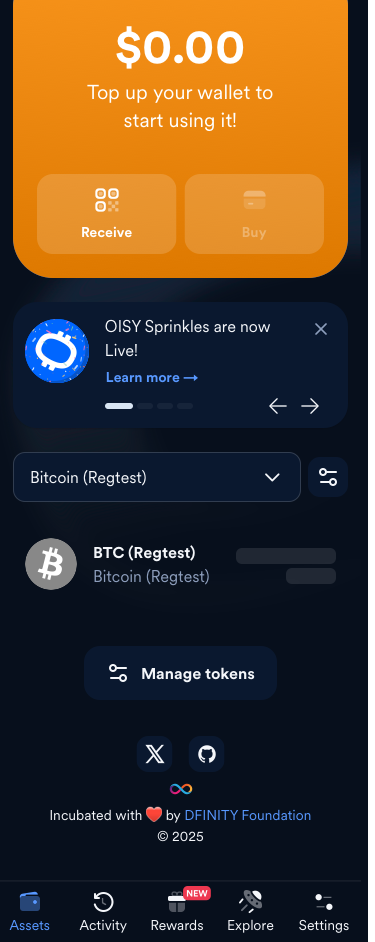 $0.00
Top up your wallet to
start using it!
Receive
Buy
OISY Sprinkles are now
Live!
Learn more →
Bitcoin (Regtest)
BTC (Regtest)
Bitcoin (Regtest)
Manage tokens
Incubated with ❤️ by DFINITY Foundation
© 2025
NEW
Assets
Activity
Rewards
Explore
Settings